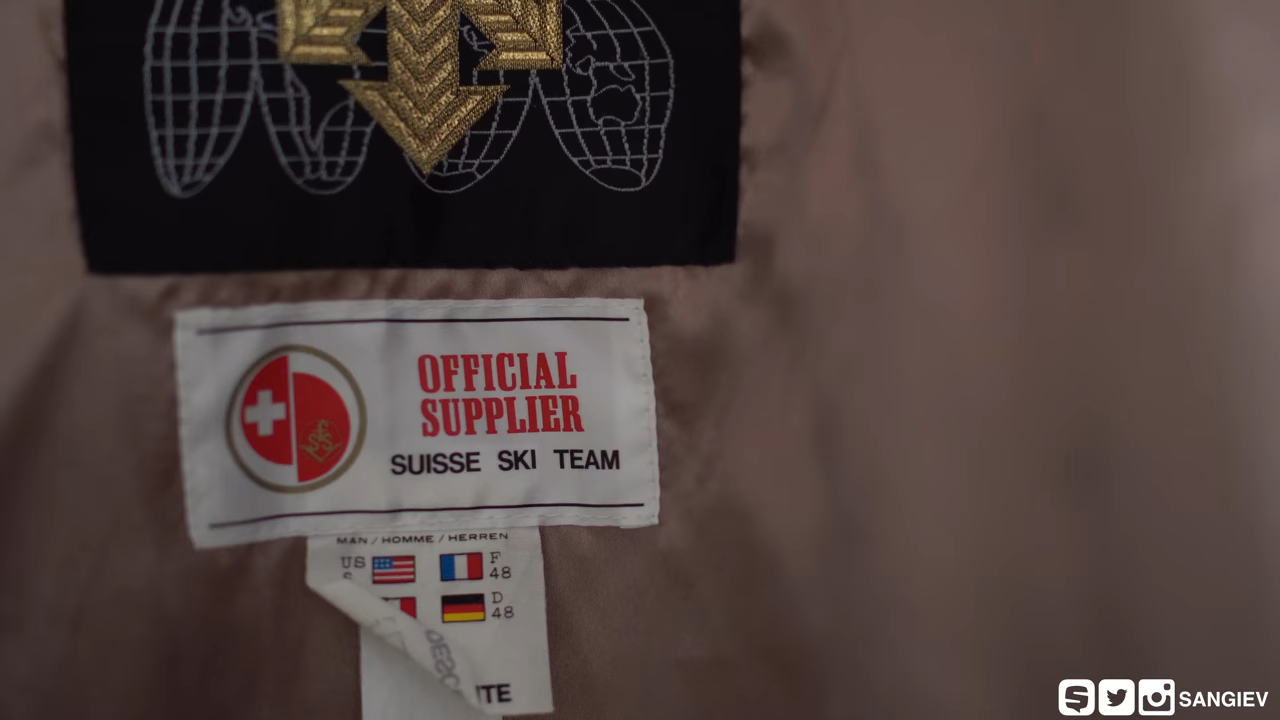 OFFICIAL
SUPPLIER
SUISSE SKI TEAM
MAN / HOMME / HERREN
US
S
F
48
D
48
SANGIEV